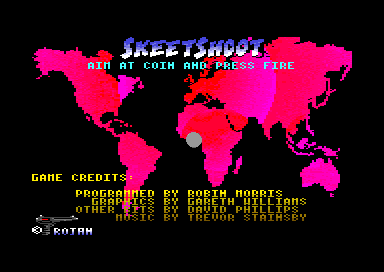 SKEETSHOOT
AIM AT COIN AND PRESS FIRE
GAME CREDITS:
PROGRAMMED BY ROBIN MORRIS
GRAPHICS BY GARETH WILLIAMS
OTHER BITS BY DAVID PHILLIPS
MUSIC BY TREVOR STAINSBY
© TROJAN